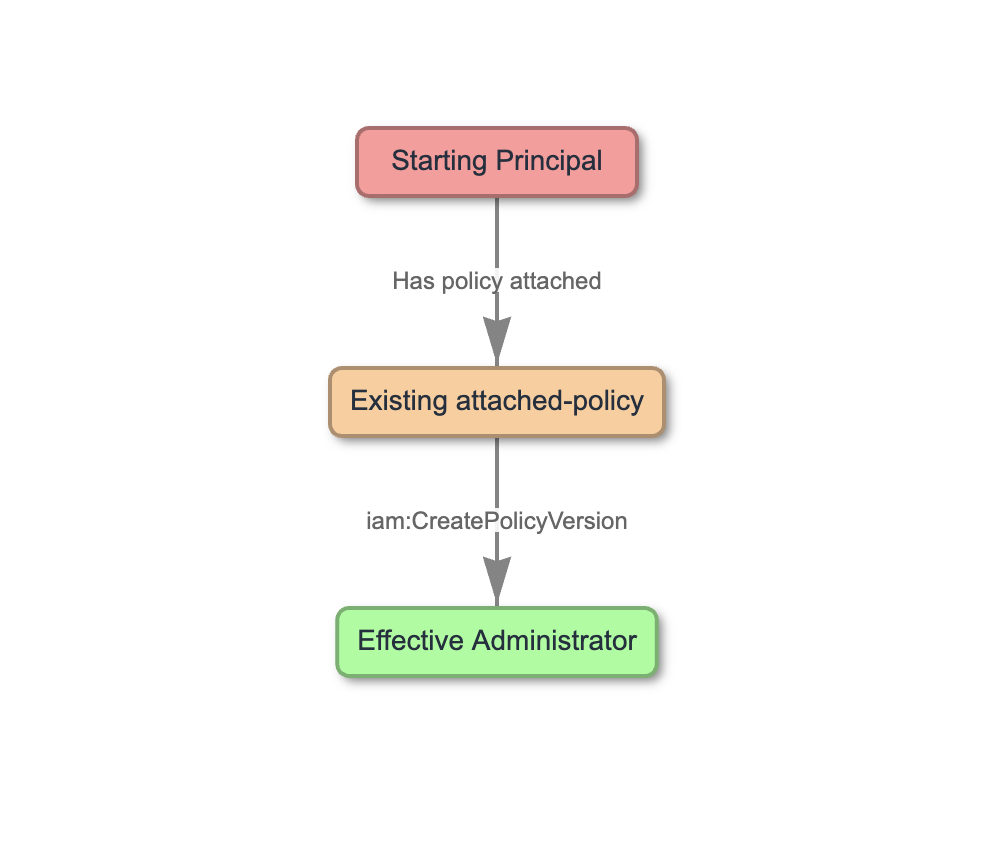 Starting Principal
Has policy attached
Existing attached-policy
iam:CreatePolicyVersion
Effective Administrator